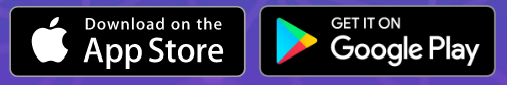 Download on the
App Store
GET IT ON
Google Play